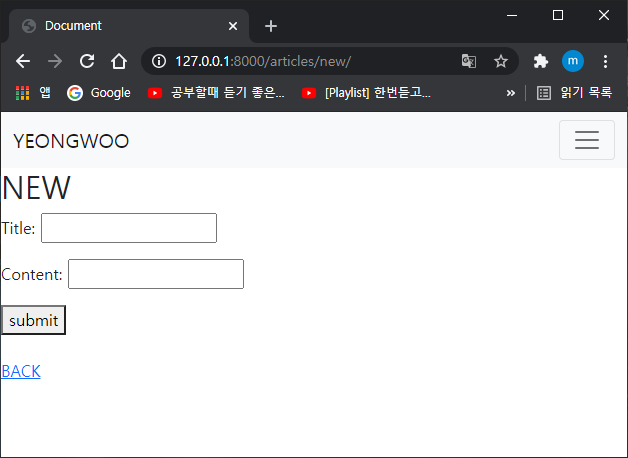 Document
127.0.0.1:8000/articles/new/
m
앱 Google 공부할때 듣기 좋은... [Playlist] 한번듣고... » 읽기 목록
YEONGWOO
NEW
Title:
Content:
submit
BACK